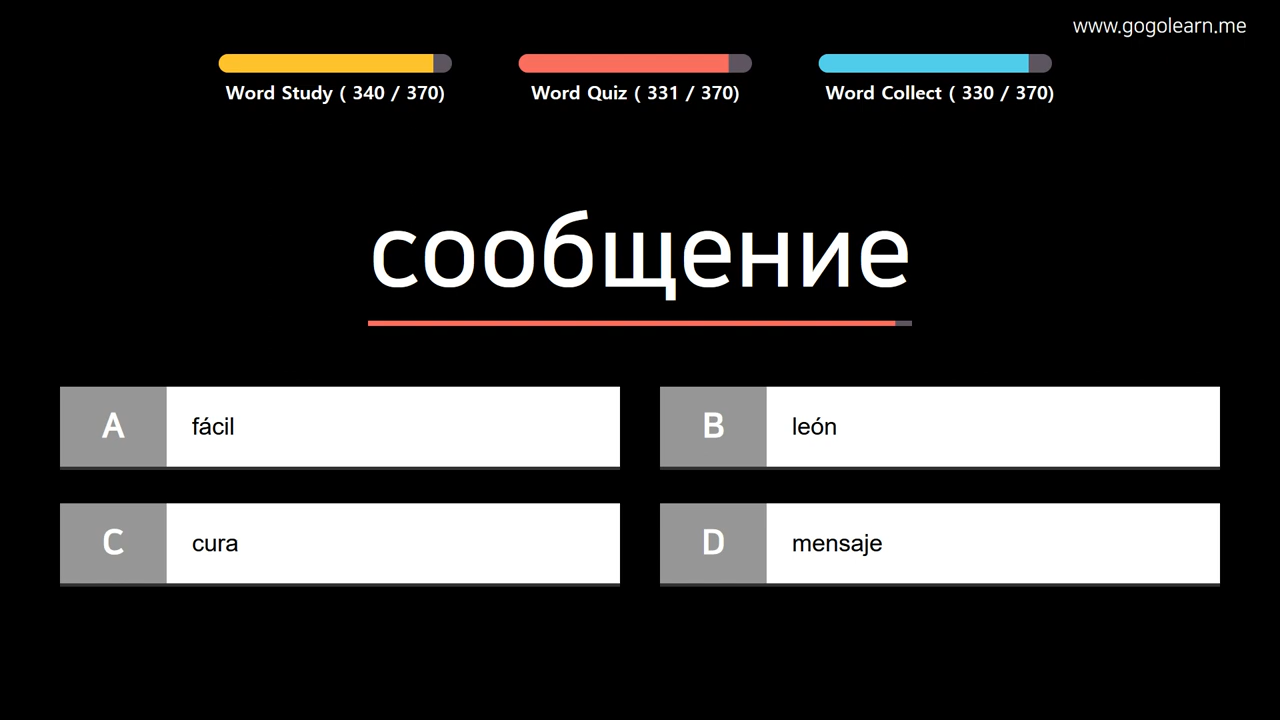 www.gogolearn.me
Word Study ( 340 / 370)
Word Quiz ( 331 / 370)
Word Collect ( 330 / 370)
сообщение
A fácil
B león
C cura
D mensaje